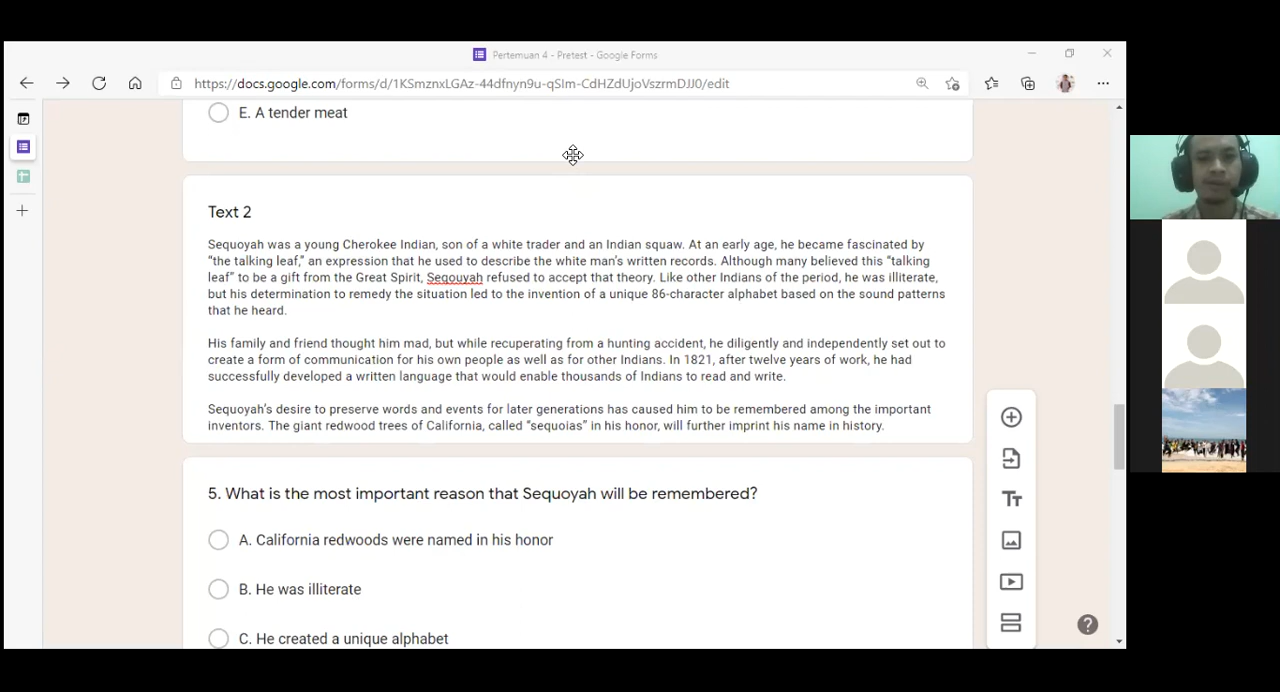 Pertemuan 4 - Pretest - Google Forms
https://docs.google.com/forms/d/1KSmznxLGAz-44dfnyn9u-qSIm-CdHZdUjoVszrmDJJ0/edit
E. A tender meat
Text 2
Sequoyah was a young Cherokee Indian, son of a white trader and an Indian squaw. At an early age, he became fascinated by
“the talking leaf,” an expression that he used to describe the white man’s written records. Although many believed this “talking
leaf” to be a gift from the Great Spirit, Seqouyah refused to accept that theory. Like other Indians of the period, he was illiterate,
but his determination to remedy the situation led to the invention of a unique 86-character alphabet based on the sound patterns
that he heard.
His family and friend thought him mad, but while recuperating from a hunting accident, he diligently and independently set out to
create a form of communication for his own people as well as for other Indians. In 1821, after twelve years of work, he had
successfully developed a written language that would enable thousands of Indians to read and write.
Sequoyah’s desire to preserve words and events for later generations has caused him to be remembered among the important
inventors. The giant redwood trees of California, called “sequoias” in his honor, will further imprint his name in history.
5. What is the most important reason that Sequoyah will be remembered?
A. California redwoods were named in his honor
B. He was illiterate
C. He created a unique alphabet